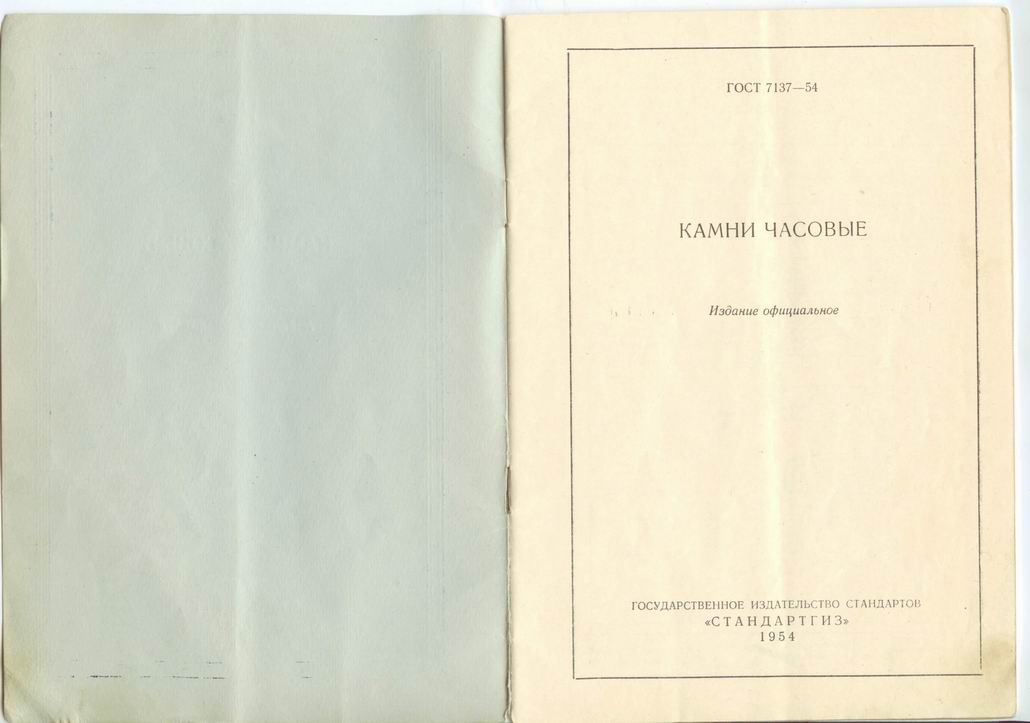 ГОСТ 7137—54
КАМНИ ЧАСОВЫЕ
Издание официальное
ГОСУДАРСТВЕННОЕ ИЗДАТЕЛЬСТВО СТАНДАРТОВ
«СТАНДАРТГИЗ»
1954